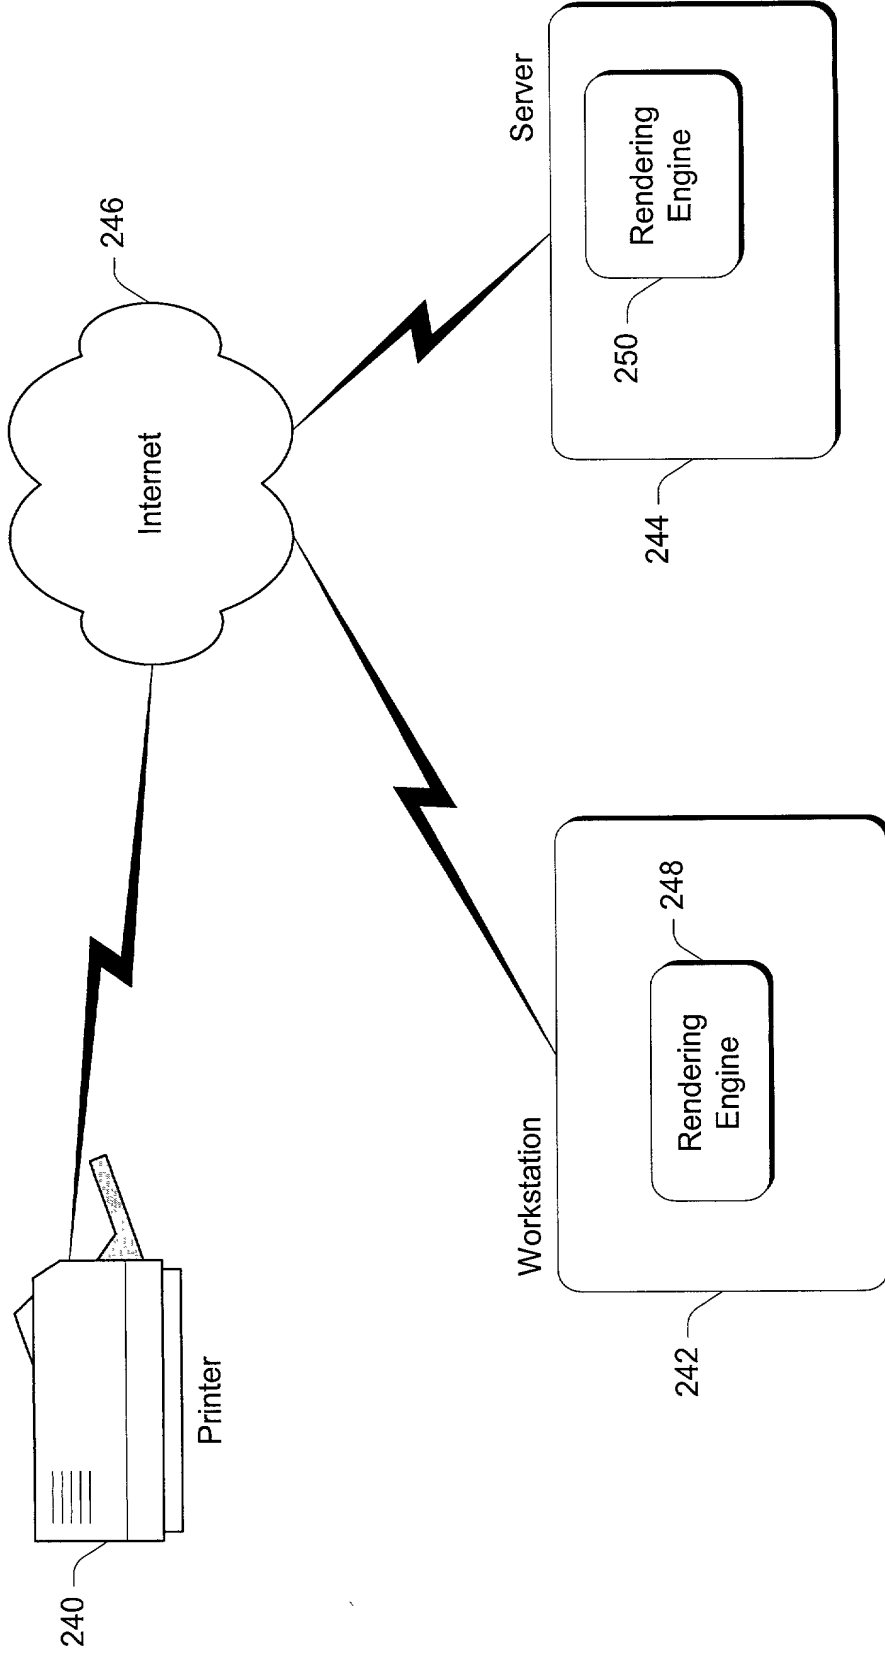 240
Printer
Internet
246
Workstation
242
Rendering
Engine
248
Server
244
250
Rendering
Engine